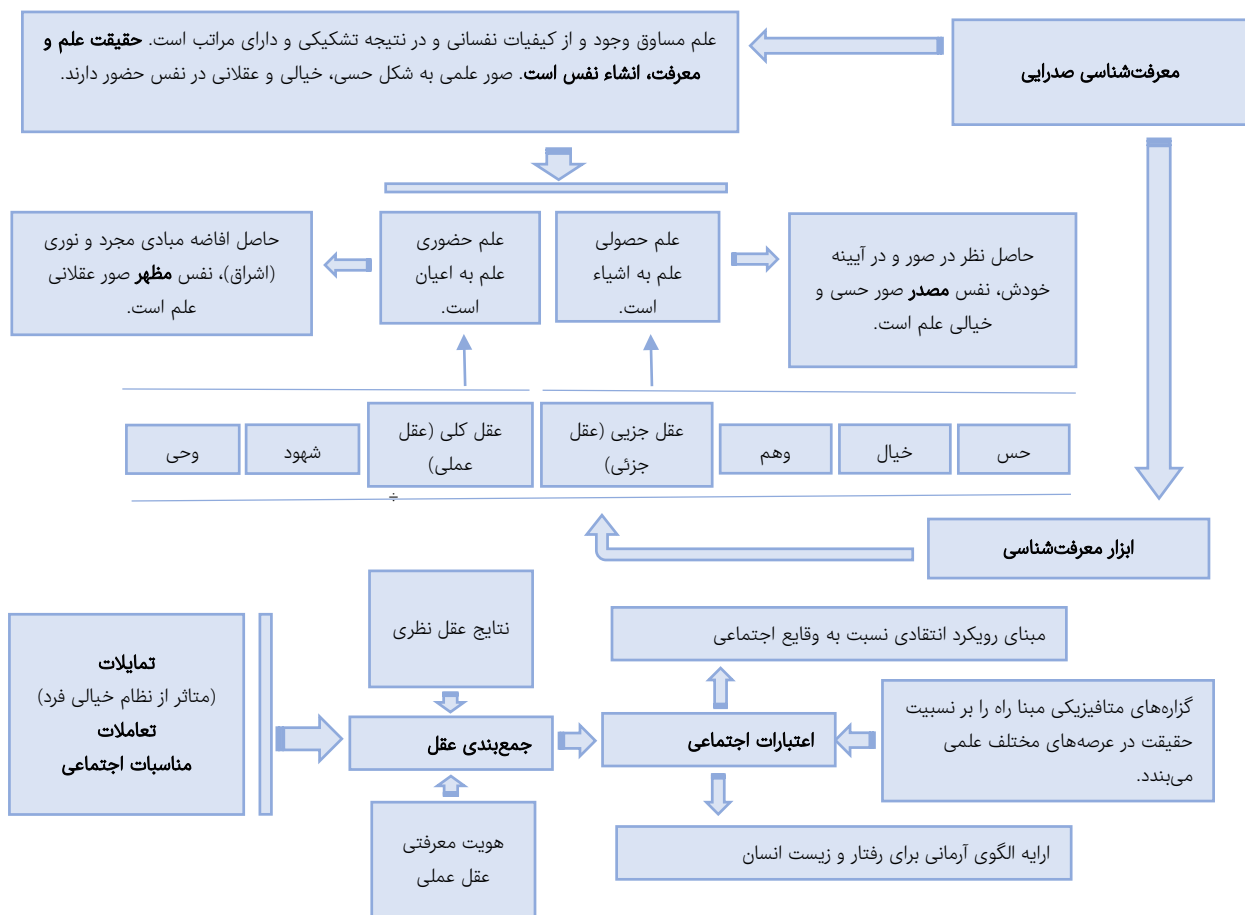 معرفت‌شناسی صدرایی
علم مساوق وجود و از کیفیات نفسانی و در نتیجه تشکیکی و دارای مراتب است. حقیقت علم و
معرفت، انشاء نفس است. صور علمی به شکل حسی، خیالی و عقلانی در نفس حضور دارند.
حاصل نظر در صور و در آیینه
خودش، نفس مصدر صور حسی و
خیالی علم است.
علم حصولی
علم به اشیاء
است.
علم حضوری
علم به اعیان
است.
حاصل افاضه مبادی مجرد و نوری
(اشراق)، نفس مظهر صور عقلانی
علم است.
حس
خیال
وهم
عقل جزیی (عقل
جزئی)
عقل کلی (عقل
عملی)
شهود
وحی
÷
ابزار معرفت‌شناسی
نتایج عقل نظری
مبنای رویکرد انتقادی نسبت به وقایع اجتماعی
تمایلات
(متاثر از نظام خیالی فرد)
تعاملات
مناسبات اجتماعی
جمع‌بندی عقل
اعتبارات اجتماعی
گزاره‌های متافیزیکی مبنا راه را بر نسبیت
حقیقت در عرصه‌های مختلف علمی
می‌بندد.
هویت معرفتی
عقل عملی
ارایه الگوی آرمانی برای رفتار و زیست انسان